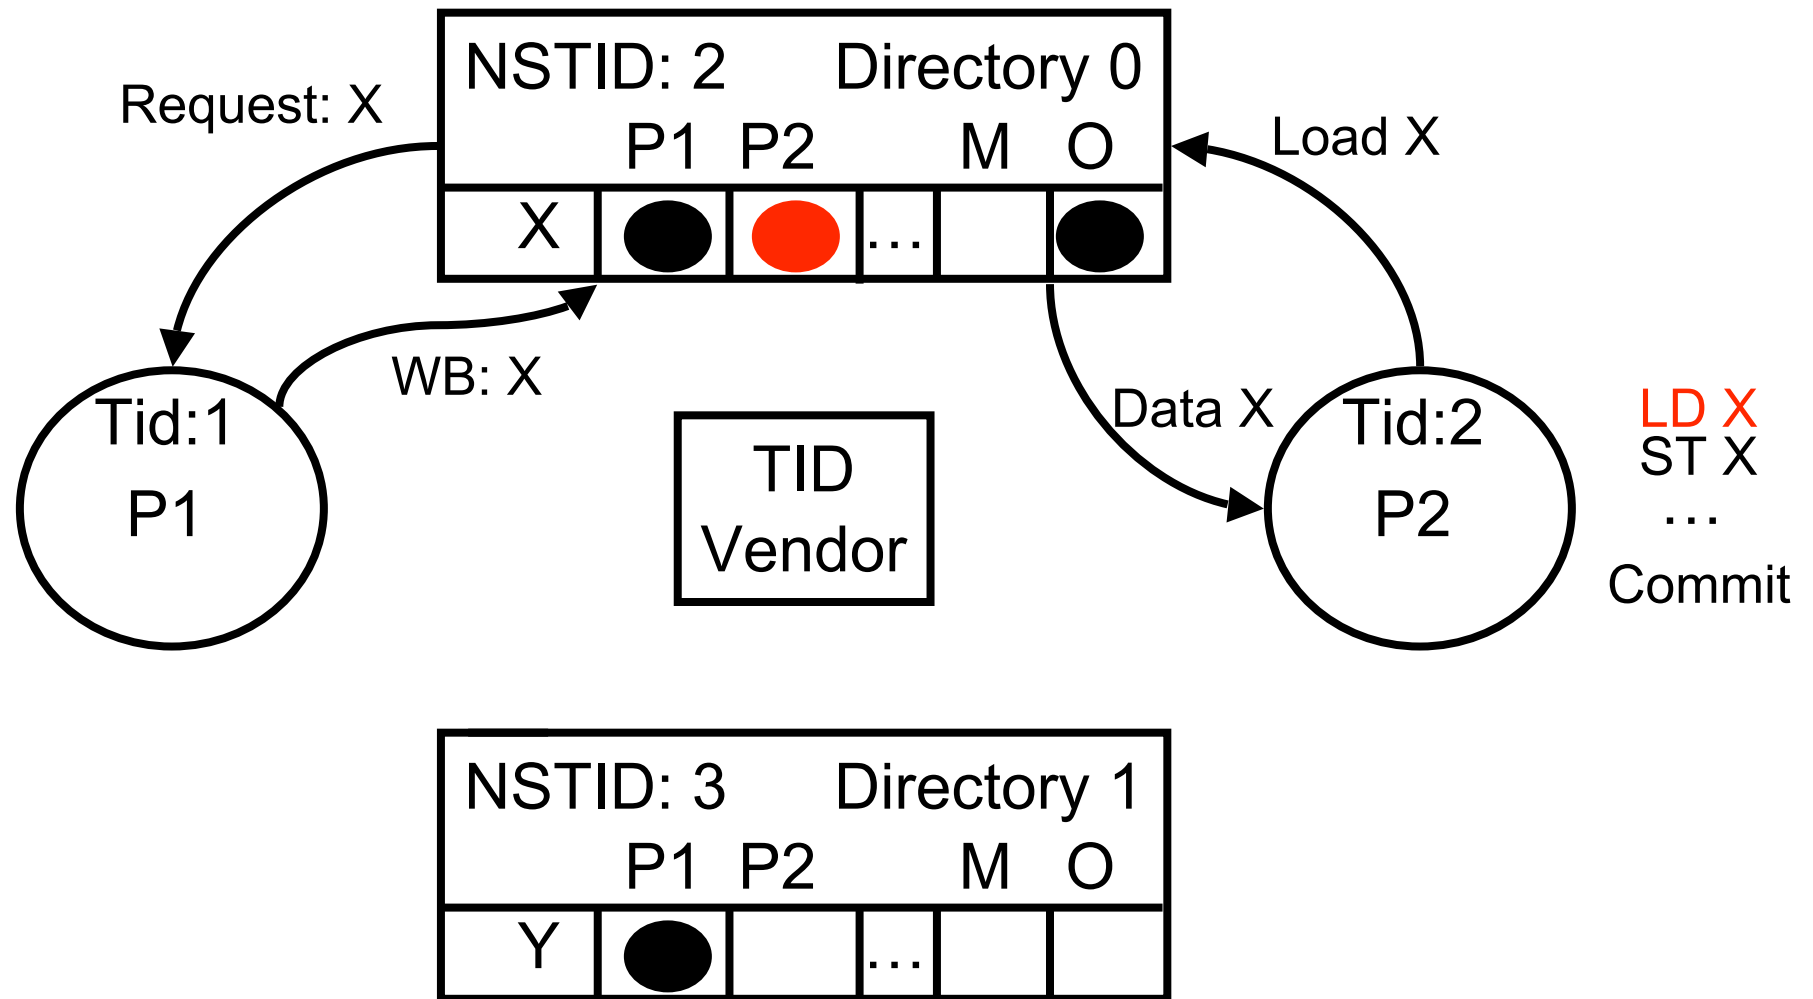 NSTID: 2 Directory 0
Request: X
P1 P2 M O
Load X
X ...
WB: X
Data X
Tid:1
P1
TID
Vendor
Tid:2
P2
LD X
ST X
...
Commit
NSTID: 3 Directory 1
P1 P2 M O
Y ...